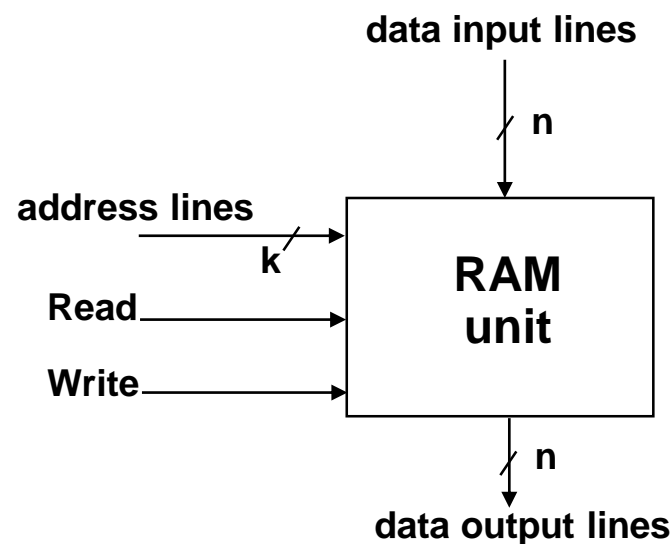 data input lines
n
address lines
k
RAM
unit
Read
Write
n
data output lines